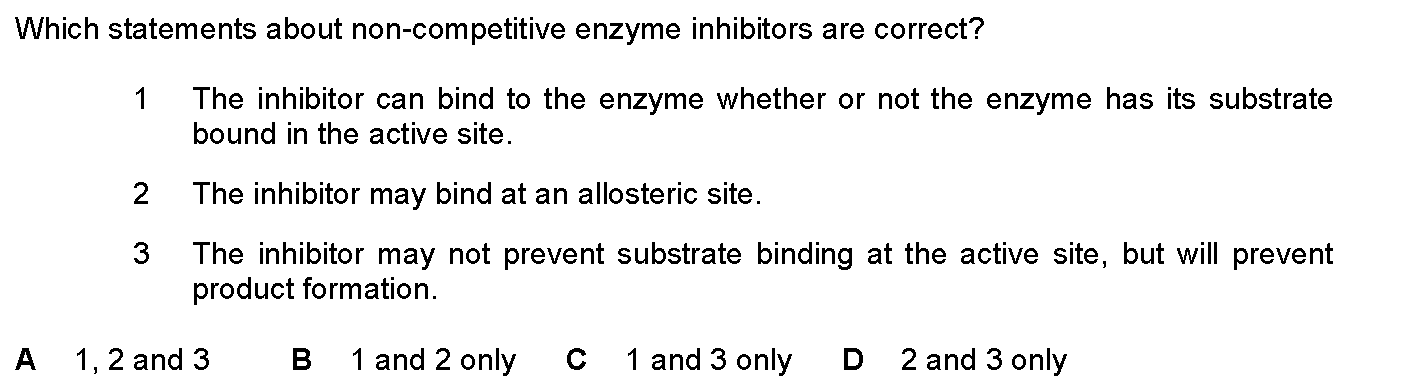 Which statements about non-competitive enzyme inhibitors are correct?
1 The inhibitor can bind to the enzyme whether or not the enzyme has its substrate
bound in the active site.
2 The inhibitor may bind at an allosteric site.
3 The inhibitor may not prevent substrate binding at the active site, but will prevent
product formation.
A 1, 2 and 3 B 1 and 2 only C 1 and 3 only D 2 and 3 only